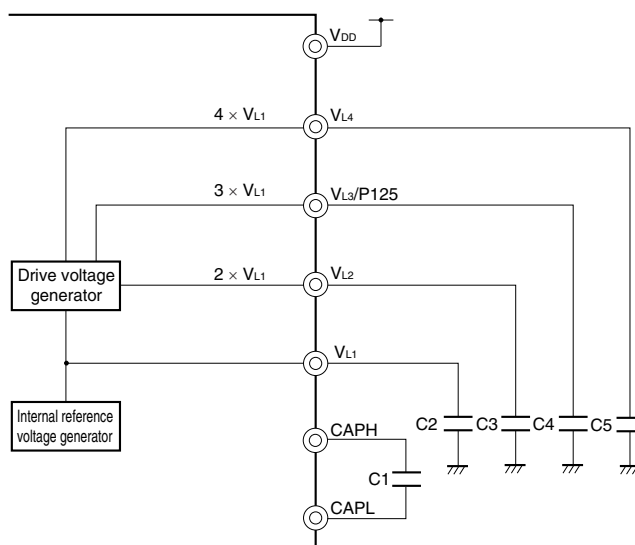 VDD
4 × VL1
VL4
3 × VL1
VL3/P125
Drive voltage
generator
2 × VL1
VL2
VL1
Internal reference
voltage generator
C2
C3
C4
C5
CAPH
C1
CAPL